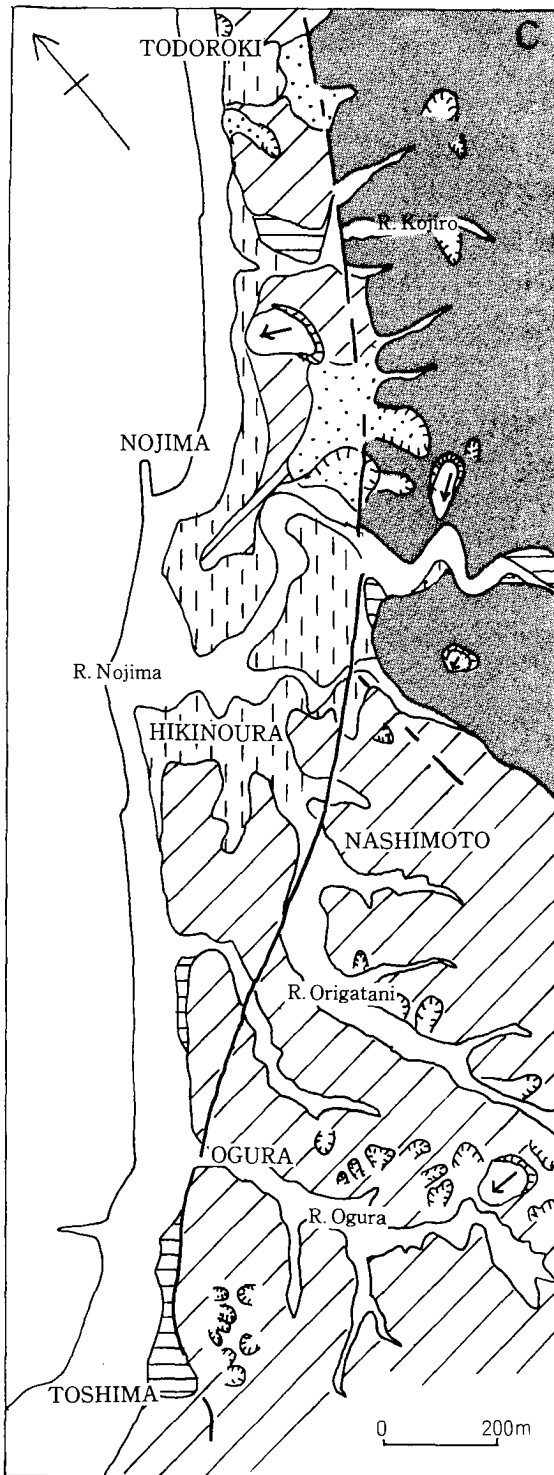 C
TODOROKI
R. Kojiro
NOJIMA
R. Nojima
HIKINOURA
NASHIMOTO
R. Origatani
OGURA
R. Ogura
TOSHIMA
0 200m